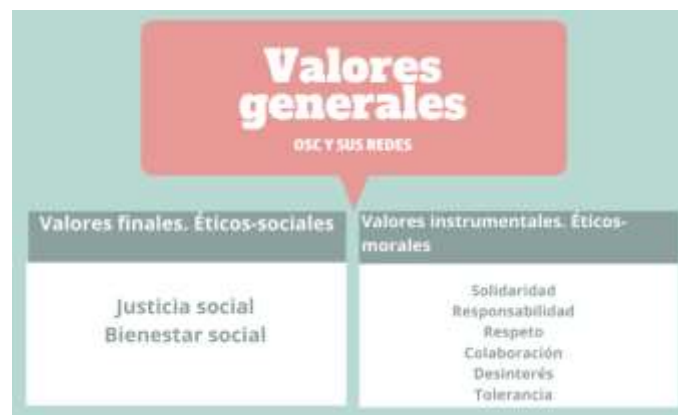 Valores
generales
OSC Y SUS REDES
Valores finales. Éticos-sociales
Justicia social
Bienestar social
Valores instrumentales. Éticos-
morales
Solidaridad
Responsabilidad
Respeto
Colaboración
Desinterés
Tolerancia